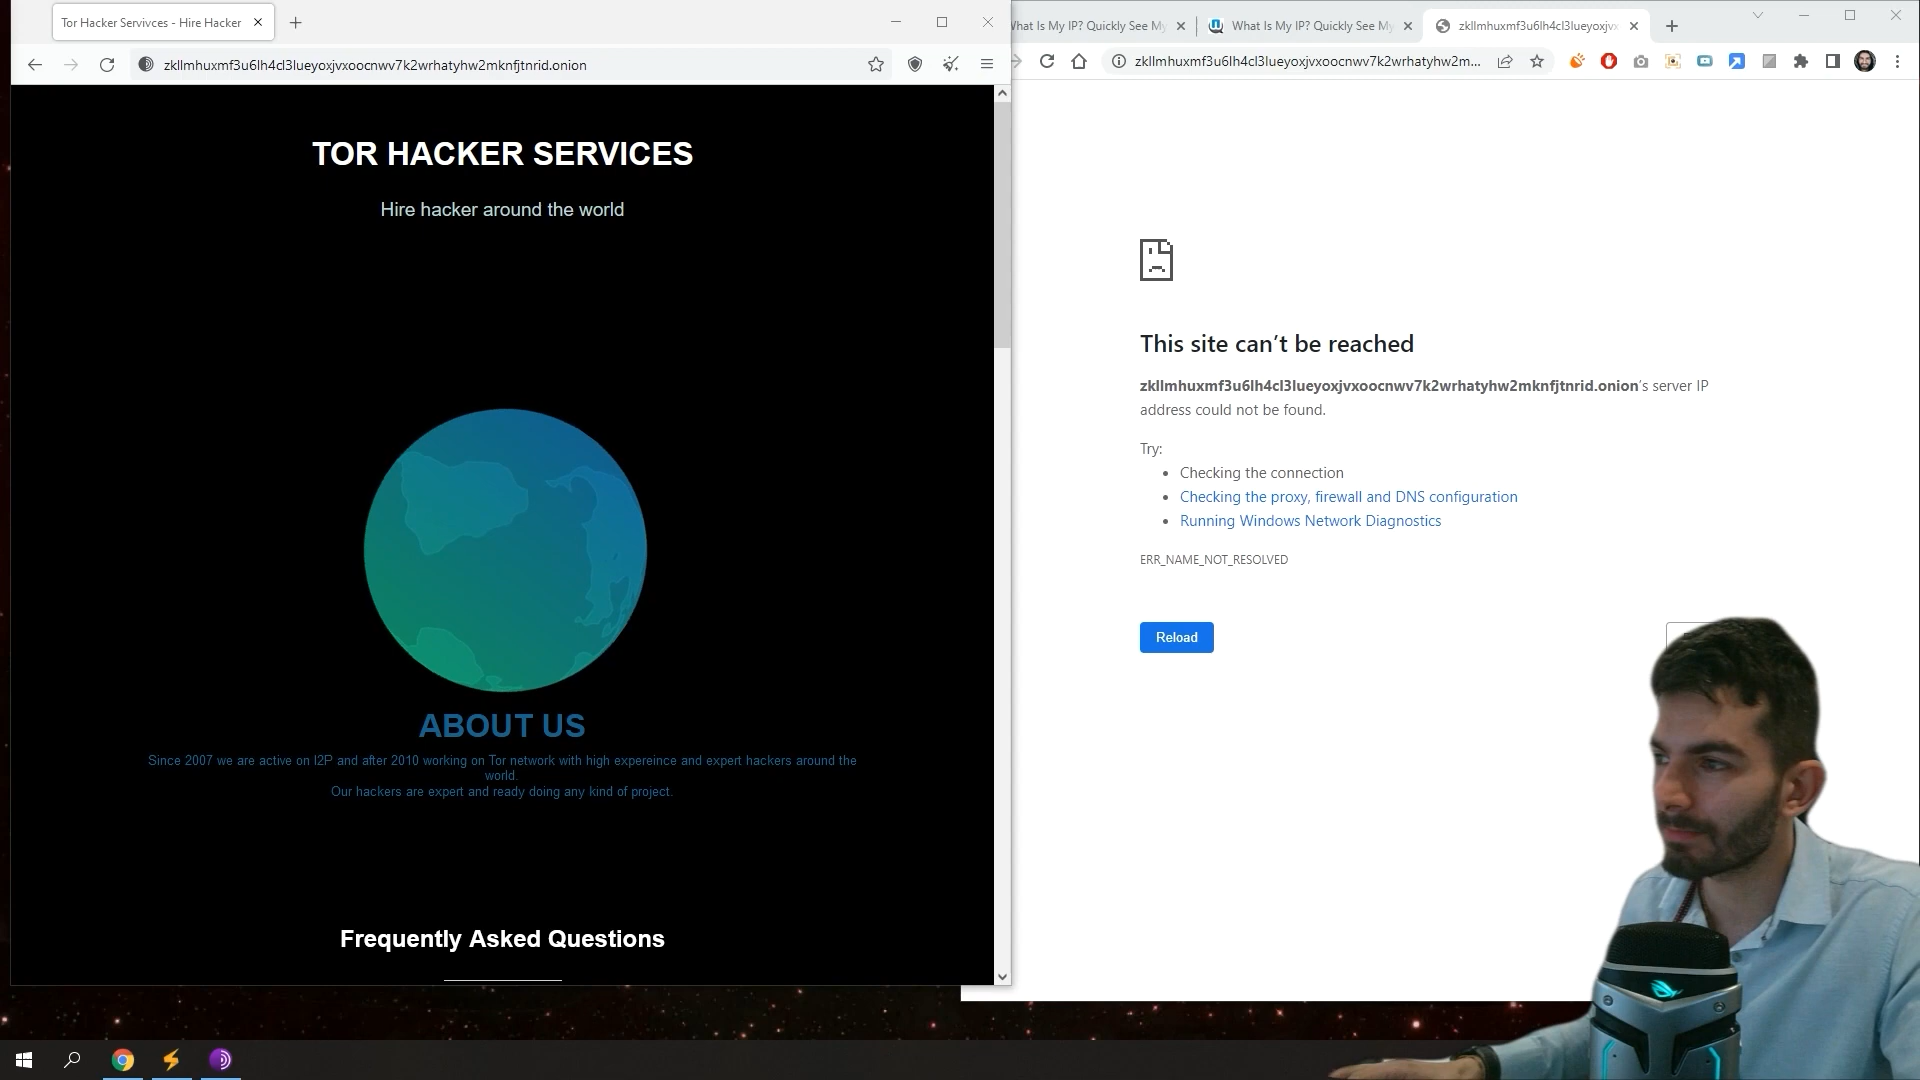 Tor Hacker Servivces - Hire Hacker
zkllmhuxmf3u6lh4cl3lueyoxjvxoocnwv7k2wrhatyhw2mknfjtnrid.onion
TOR HACKER SERVICES
Hire hacker around the world
ABOUT US
Since 2007 we are active on I2P and after 2010 working on Tor network with high expereince and expert hackers around the
world.
Our hackers are expert and ready doing any kind of project.
Frequently Asked Questions
What Is My IP? Quickly See My
What Is My IP? Quickly See My
zkllmhuxmf3u6lh4cl3lueyoxjvx
zkllmhuxmf3u6lh4cl3lueyoxjvxoocnwv7k2wrhatyhw2m...
This site can’t be reached
zkllmhuxmf3u6lh4cl3lueyoxjvxoocnwv7k2wrhatyhw2mknfjtnrid.onion’s server IP
address could not be found.
Try:
• Checking the connection
• Checking the proxy, firewall and DNS configuration
• Running Windows Network Diagnostics
ERR_NAME_NOT_RESOLVED
Reload